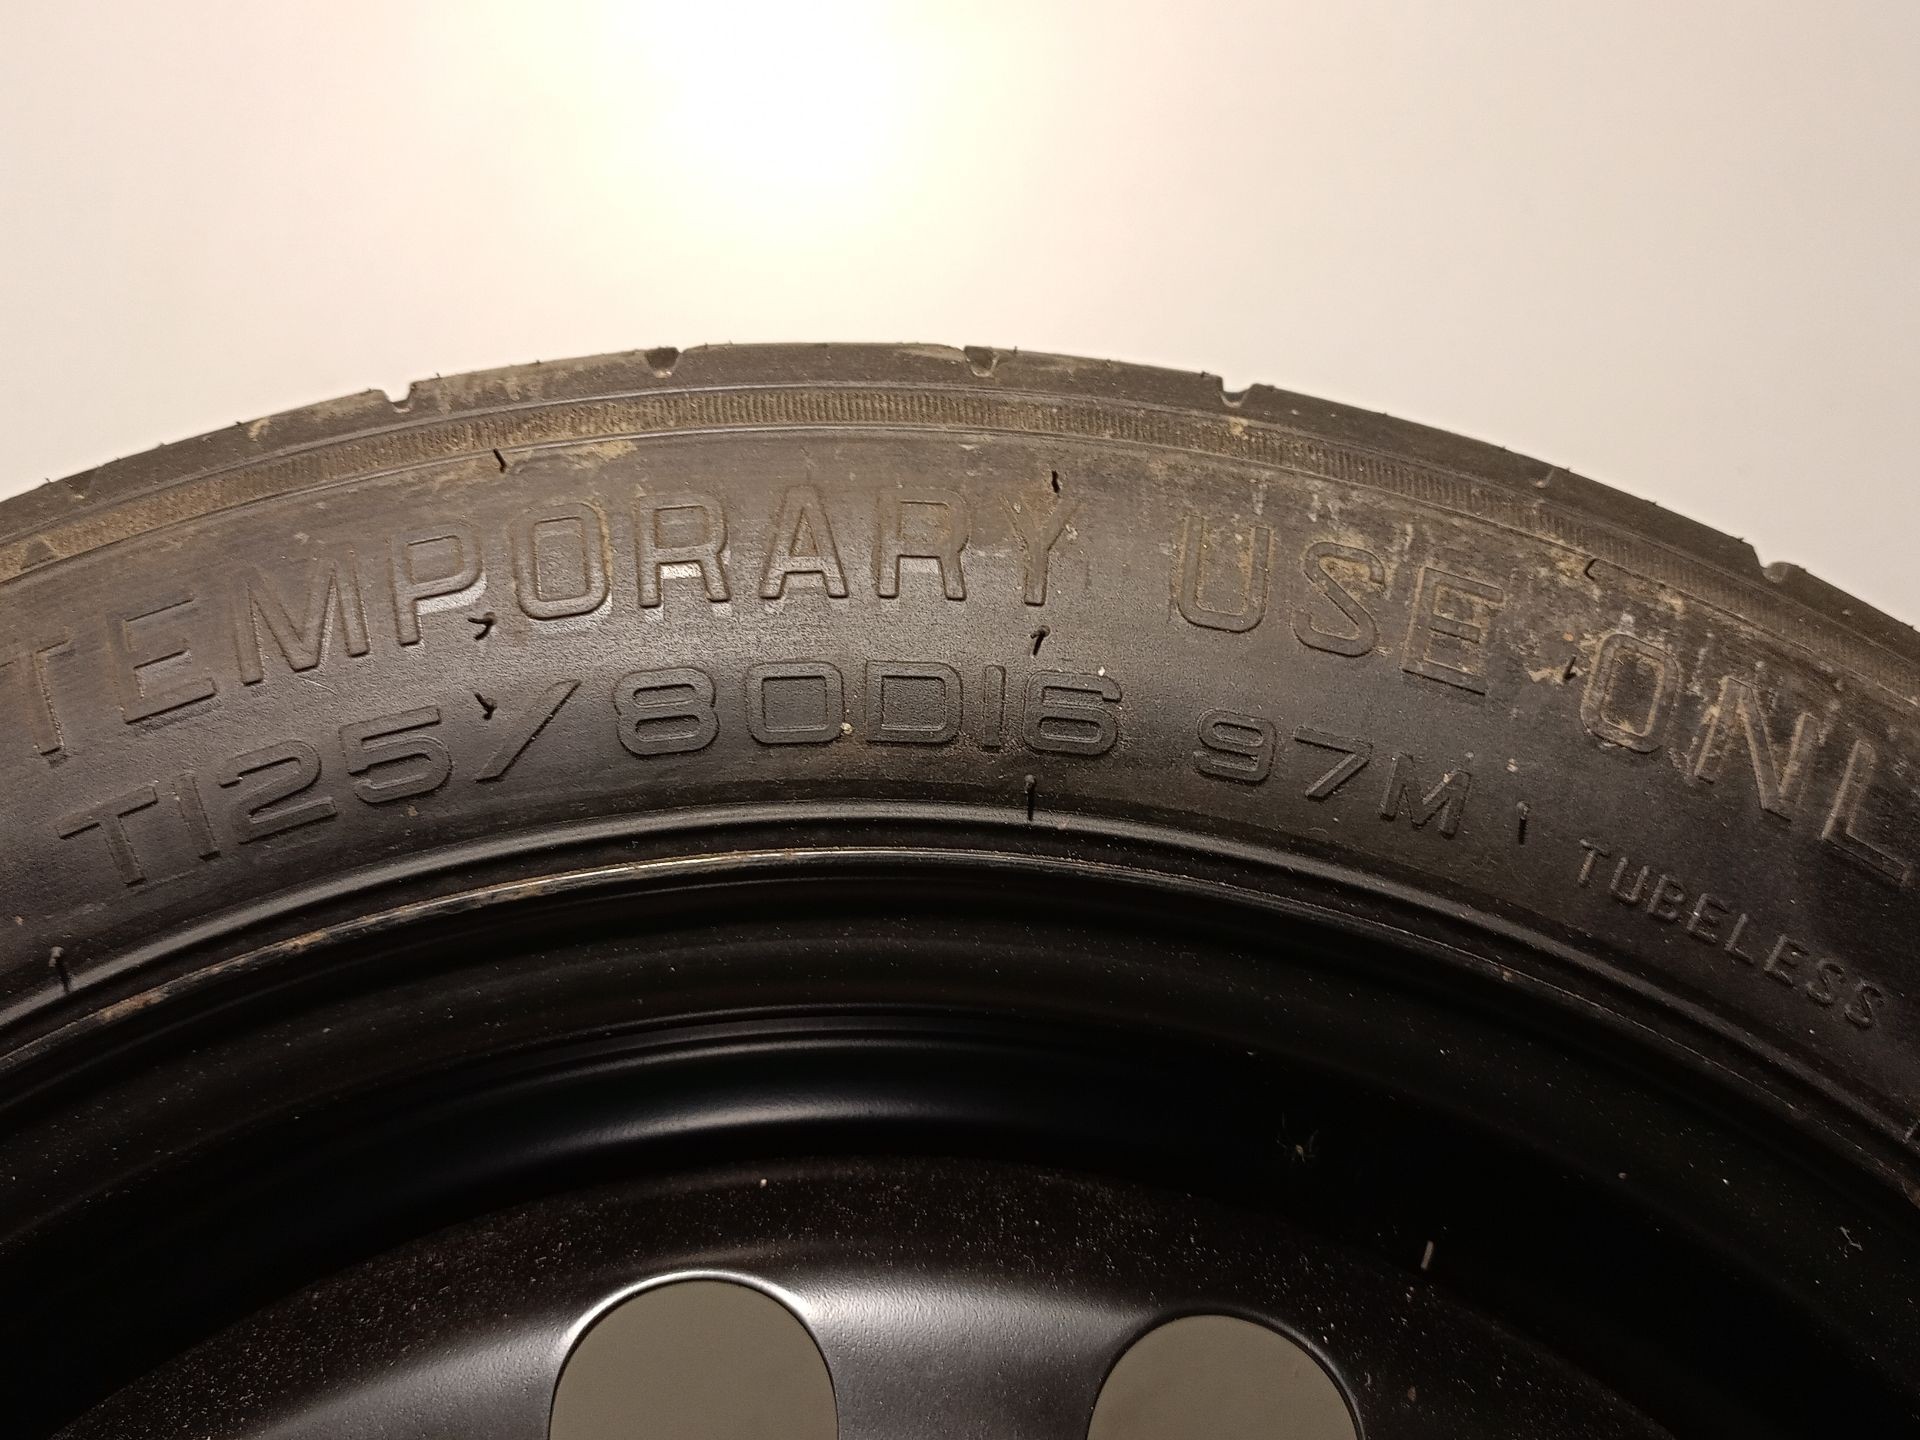 TEMPORARY USE ONL
T125/80D16 97M TUBELESS